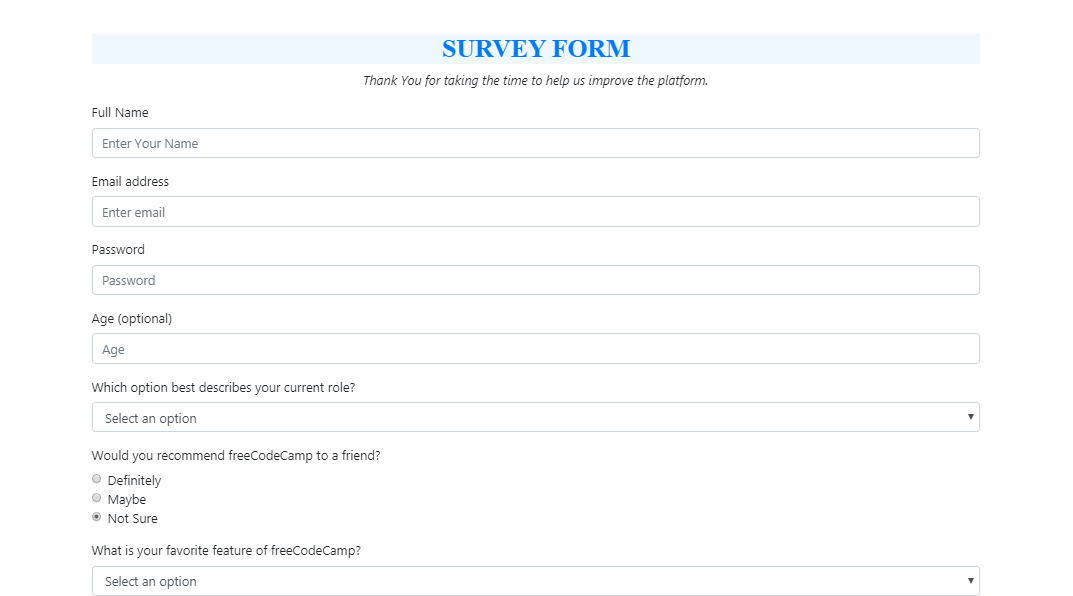 SURVEY FORM
Thank You for taking the time to help us improve the platform.
Full Name
Enter Your Name
Email address
Enter email
Password
Password
Age (optional)
Age
Which option best describes your current role?
Select an option
Would you recommend freeCodeCamp to a friend?
Definitely
Maybe
Not Sure
What is your favorite feature of freeCodeCamp?
Select an option